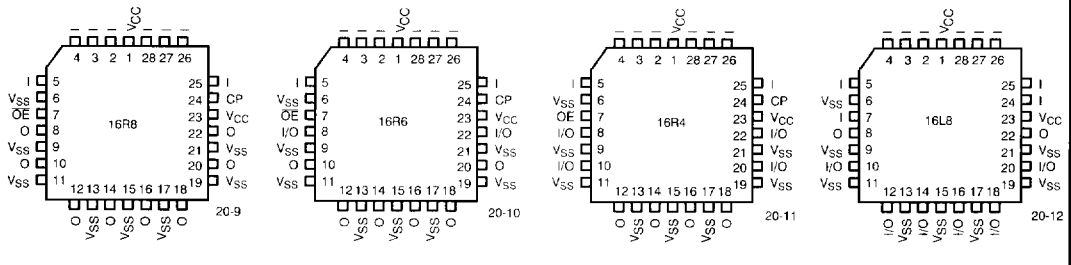 I I I VCC I I I
4 3 2 1 28 27 26
I 5 25 I
VSS 6 24 CP
OE 7 23 VCC
O 8 16R8 22 O
VSS 9 21 VSS
O 10 20 O
VSS 11 19 VSS
12 13 14 15 16 17 18
O VSS O VSS O VSS O
20-9
I I I VCC I I I
4 3 2 1 28 27 26
I 5 25 I
VSS 6 24 CP
OE 7 23 VCC
I/O 8 16R6 22 I/O
VSS 9 21 VSS
O 10 20 O
VSS 11 19 VSS
12 13 14 15 16 17 18
O VSS O VSS O VSS O
20-10
I I I VCC I I I
4 3 2 1 28 27 26
I 5 25 I
VSS 6 24 CP
OE 7 23 VCC
I/O 8 16R4 22 I/O
VSS 9 21 VSS
I/O 10 20 I/O
VSS 11 19 VSS
12 13 14 15 16 17 18
O VSS O VSS O VSS O
20-11
I I I VCC I I I
4 3 2 1 28 27 26
I 5 25 I
VSS 6 24 I
I 7 23 VCC
O 8 16L8 22 O
VSS 9 21 VSS
I/O 10 20 I/O
VSS 11 19 VSS
12 13 14 15 16 17 18
I/O VSS I/O VSS I/O VSS I/O
20-12